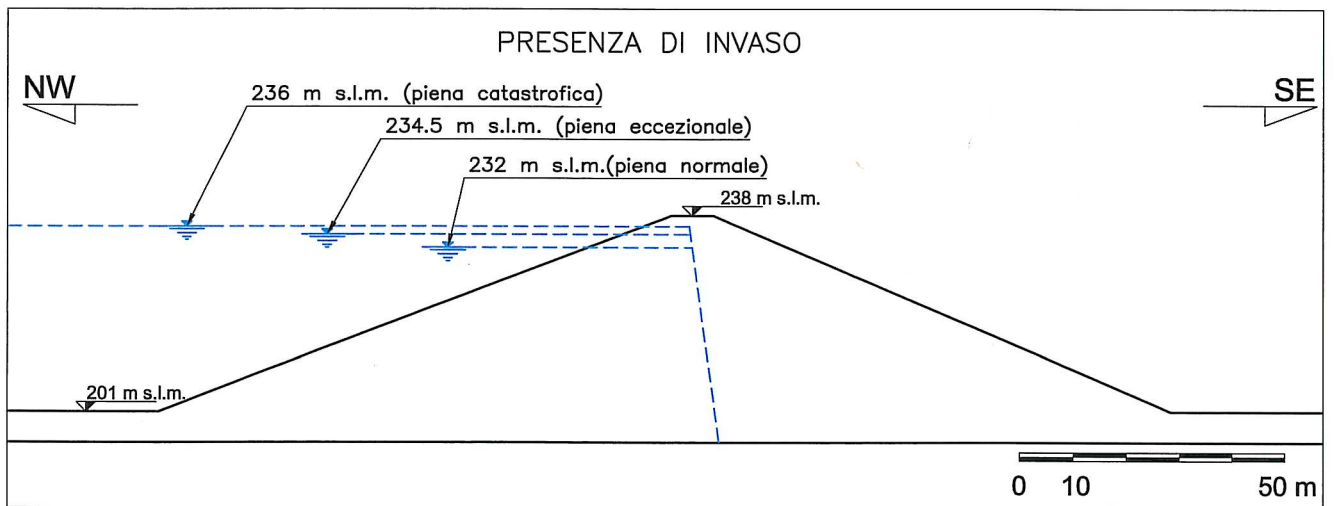 PRESENZA DI INVASO
NW
SE
236 m s.l.m. (piena catastrofica)
234.5 m s.l.m. (piena eccezionale)
232 m s.l.m.(piena normale)
238 m s.l.m.
201 m s.l.m.
0 10 50 m